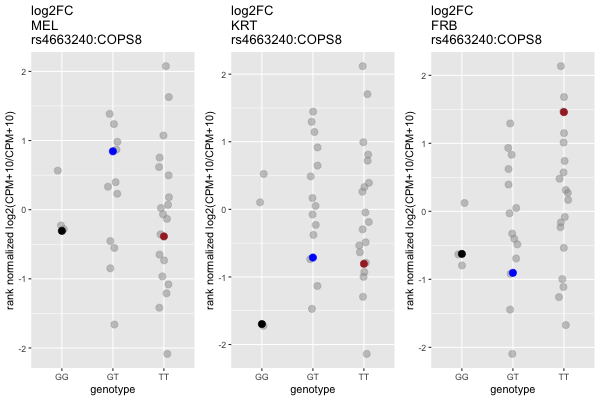 log2FC
MEL
rs4663240:COPS8
rank normalized log2(CPM+10/CPM+10)
2
1
0
-1
-2
GG
GT
TT
genotype
log2FC
KRT
rs4663240:COPS8
rank normalized log2(CPM+10/CPM+10)
2
1
0
-1
-2
GG
GT
TT
genotype
log2FC
FRB
rs4663240:COPS8
rank normalized log2(CPM+10/CPM+10)
2
1
0
-1
-2
GG
GT
TT
genotype